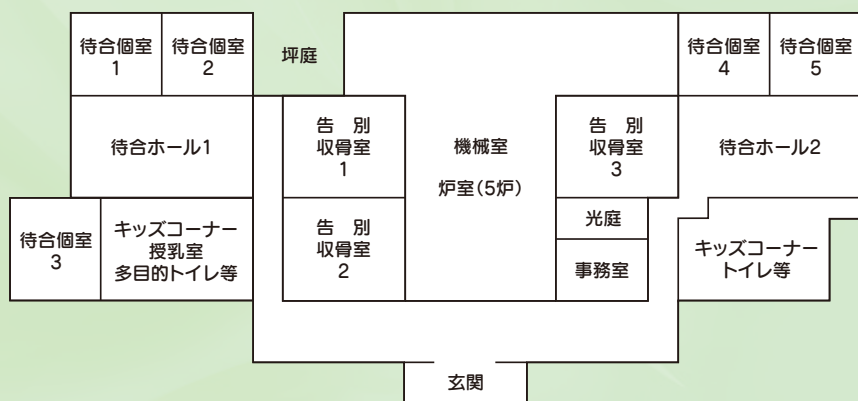 待合個室
1
待合個室
2
坪庭
待合個室
4
待合個室
5
待合ホール1
告　別
収骨室
1
機械室
炉室(5炉)
告　別
収骨室
3
待合ホール2
待合個室
3
キッズコーナー
授乳室
多目的トイレ等
告　別
収骨室
2
光庭
事務室
キッズコーナー
トイレ等
玄関